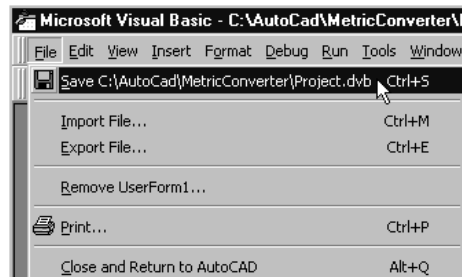 Microsoft Visual Basic - C:\AutoCad\MetricConverter\
File Edit View Insert Format Debug Run Tools Window
Save C:\AutoCad\MetricConverter\Project.dvb Ctrl+S
Import File... Ctrl+M
Export File... Ctrl+E
Remove UserForm1...
Print... Ctrl+P
Close and Return to AutoCAD Alt+Q